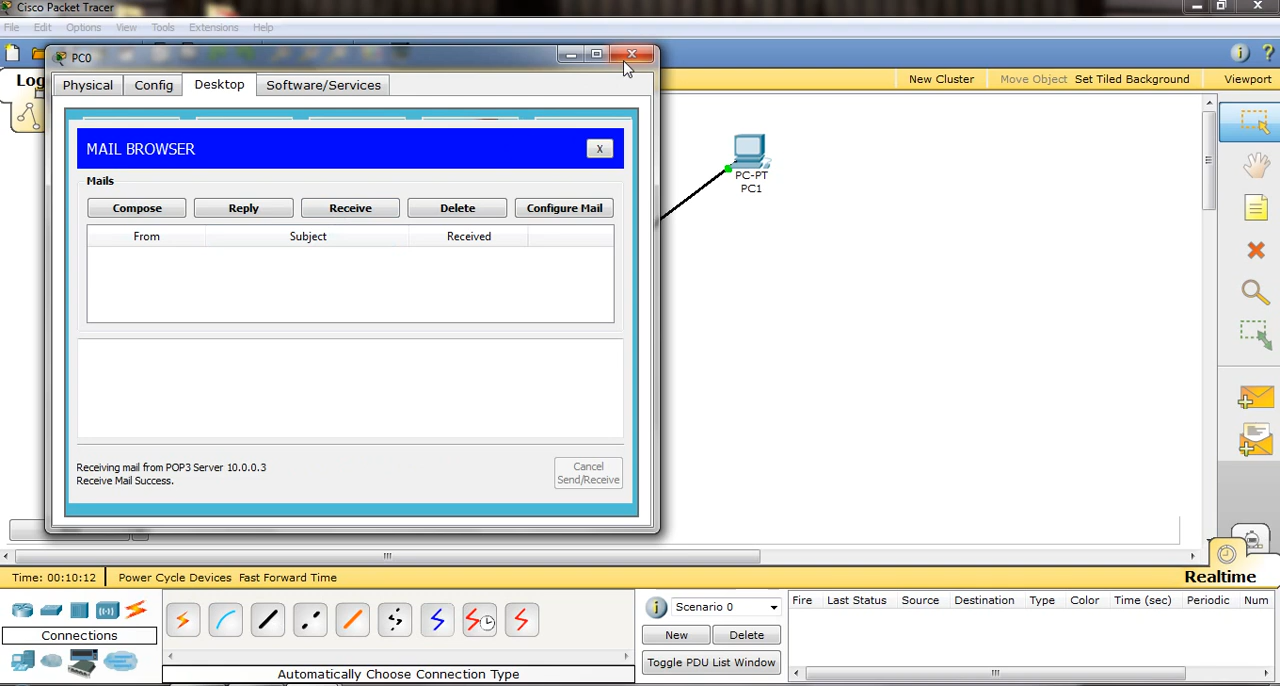 Cisco Packet Tracer
File Edit Options View Tools Extensions Help
PC0
Log
New Cluster Move Object Set Tiled Background Viewport
Physical Config Desktop Software/Services
MAIL BROWSER X
Mails
Compose Reply Receive Delete Configure Mail
From Subject Received
PC-PT
PC1
Receiving mail from POP3 Server 10.0.0.3
Receive Mail Success.
Cancel
Send/Receive
Time: 00:10:12 Power Cycle Devices Fast Forward Time
Realtime
Connections
Automatically Choose Connection Type
Scenario 0
New Delete
Toggle PDU List Window
Fire Last Status Source Destination Type Color Time (sec) Periodic Num